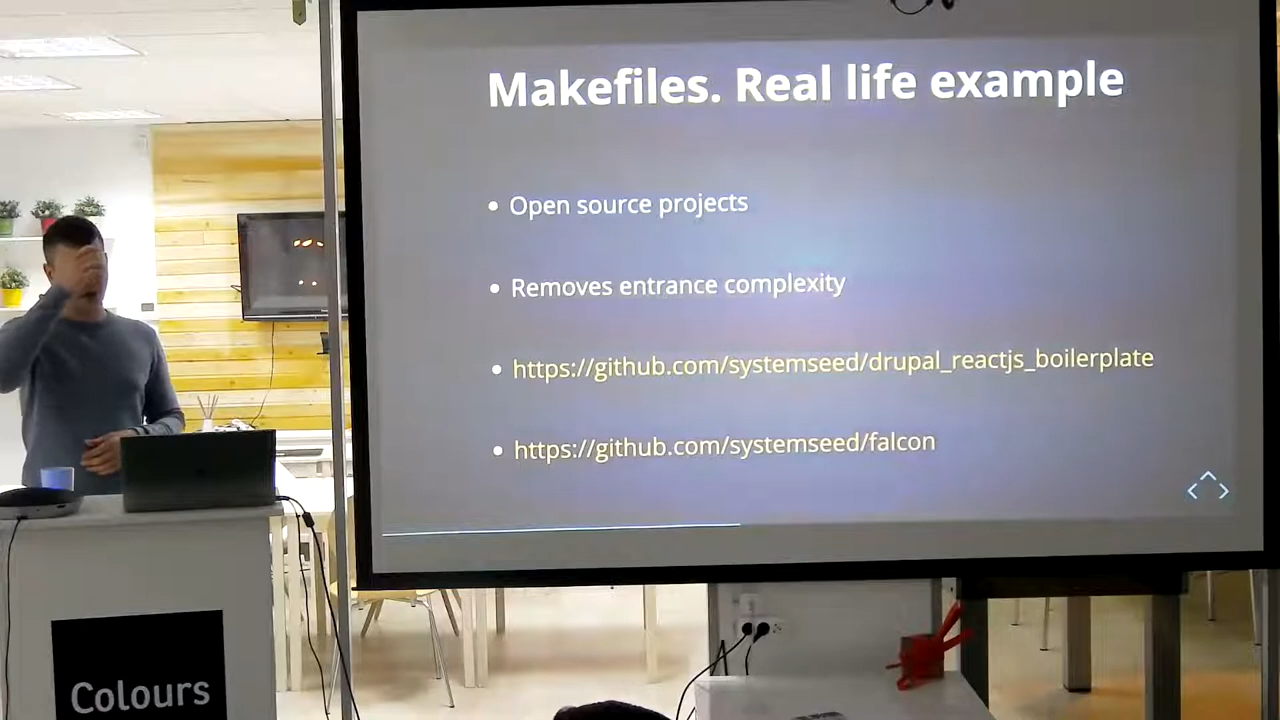 Makefiles. Real life example
• Open source projects
• Removes entrance complexity
• https://github.com/systemseed/drupal_reactjs_boilerplate
• https://github.com/systemseed/falcon
Colours